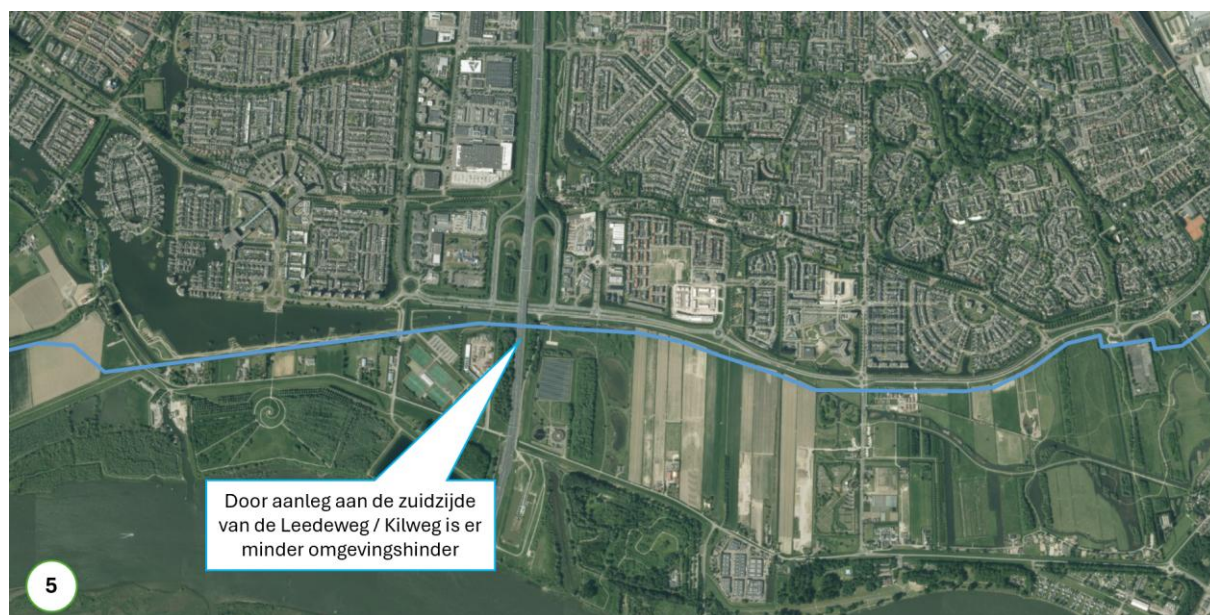 Door aanleg aan de zuidzijde
van de Leedeweg / Kilweg is er
minder omgevingshinder
5